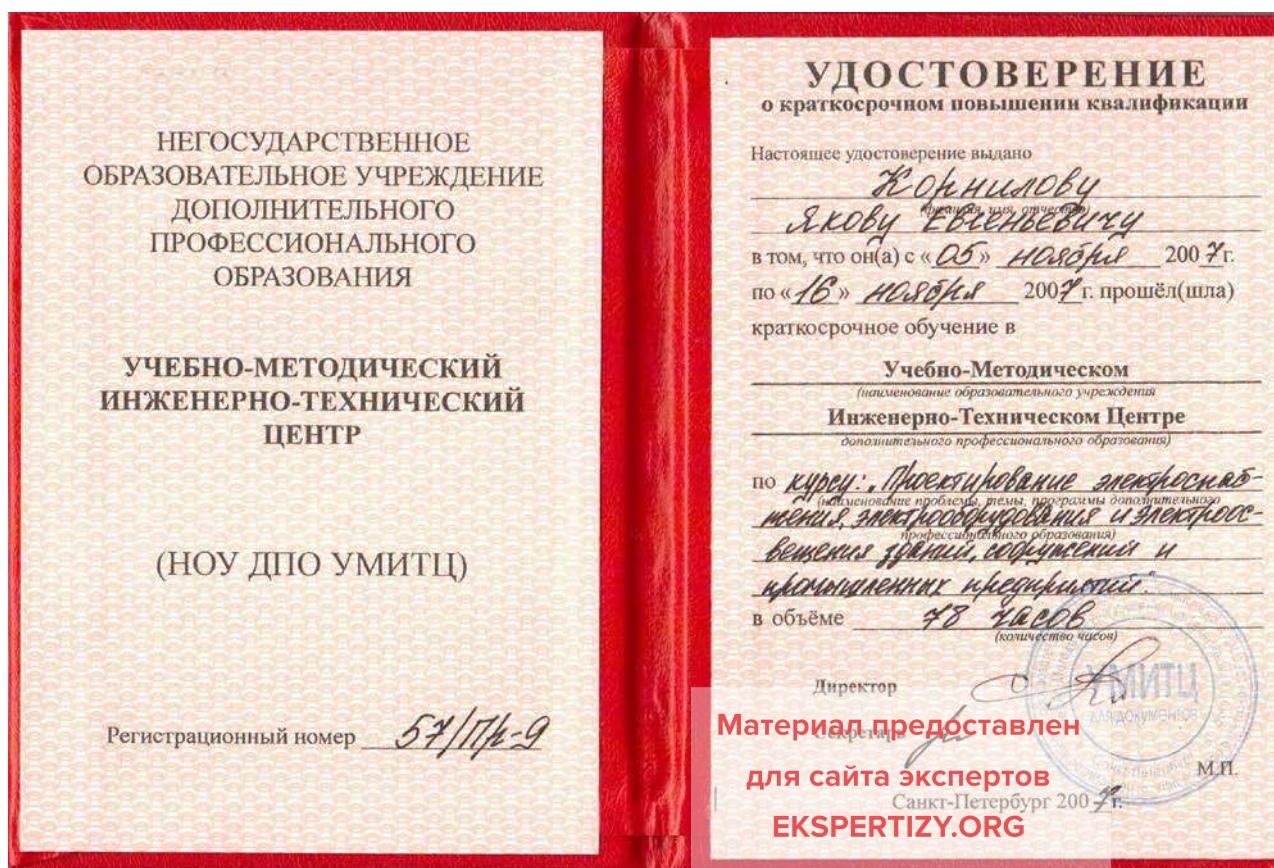 НЕГОСУДАРСТВЕННОЕ
ОБРАЗОВАТЕЛЬНОЕ УЧРЕЖДЕНИЕ
ДОПОЛНИТЕЛЬНОГО
ПРОФЕССИОНАЛЬНОГО
ОБРАЗОВАНИЯ
УЧЕБНО-МЕТОДИЧЕСКИЙ
ИНЖЕНЕРНО-ТЕХНИЧЕСКИЙ
ЦЕНТР
(НОУ ДПО УМИТЦ)
Регистрационный номер 57/Пр-9
УДОСТОВЕРЕНИЕ
о краткосрочном повышении квалификации
Настоящее удостоверение выдано
Корнилову
(фамилия, имя, отчество)
Якову Евгеньевичу
в том, что он(а) с «05» ноября 2007г.
по «16» ноября 2007г. прошёл(шла)
краткосрочное обучение в
Учебно-Методическом
(наименование образовательного учреждения
Инженерно-Техническом Центре
дополнительного профессионального образования)
по курсу: „Проектирование электроснаб-
(наименование проблемы, темы, программы дополнительного
жения, электрооборудования и электроос-
профессионального образования)
вещения зданий, сооружений и
промышленных предприятий."
в объёме 78 часов
(количество часов)
Директор
УМИТЦ
ДЛЯ ДОКУМЕНТОВ
Секретарь
М.П.
Санкт-Петербург 2007г.
Материал предоставлен
для сайта экспертов
EKSPERTIZY.ORG